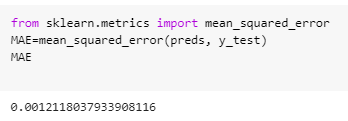 from sklearn.metrics import mean_squared_error
MAE=mean_squared_error(preds, y_test)
MAE
0.0012118037933908116